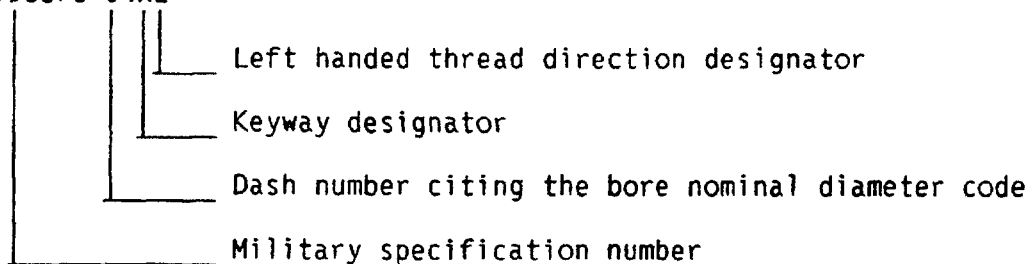 Left handed thread direction designator
Keyway designator
Dash number citing the bore nominal diameter code
Military specification number